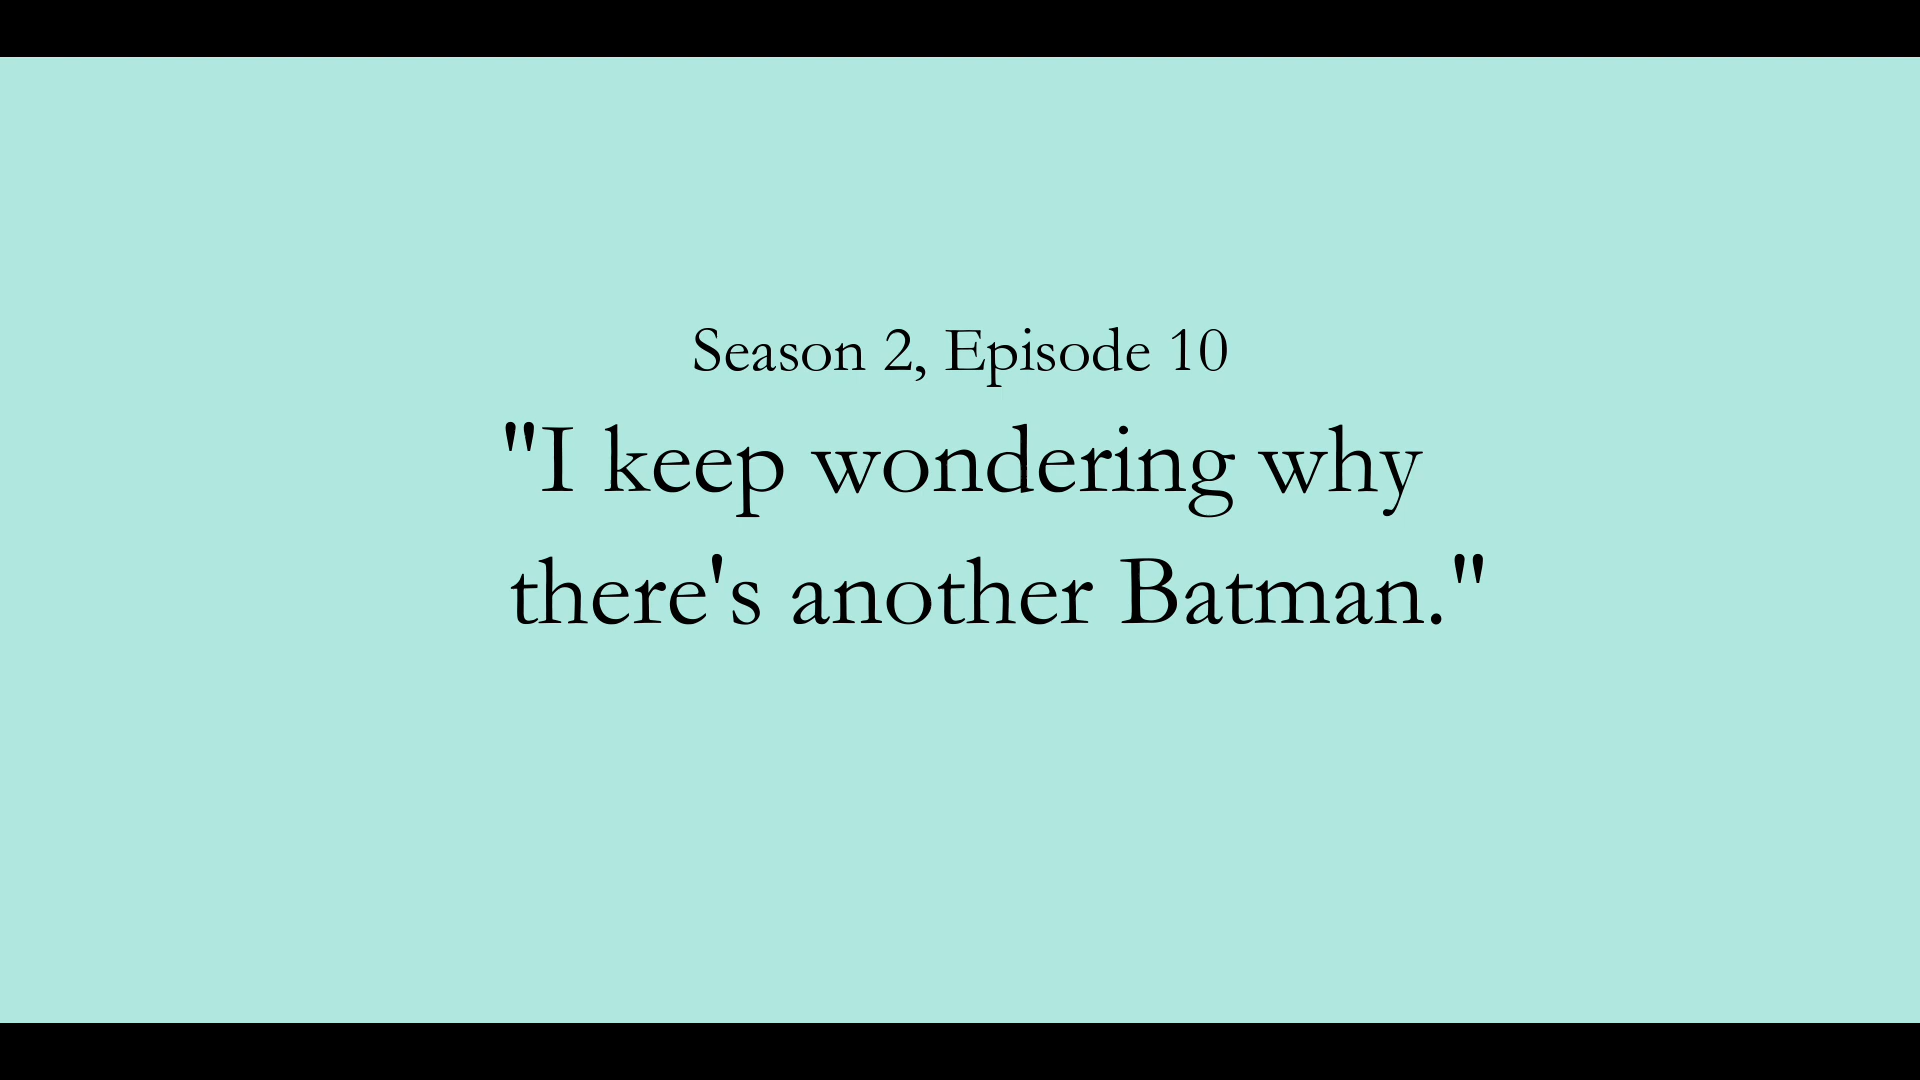 Season 2, Episode 10
"I keep wondering why
there's another Batman."